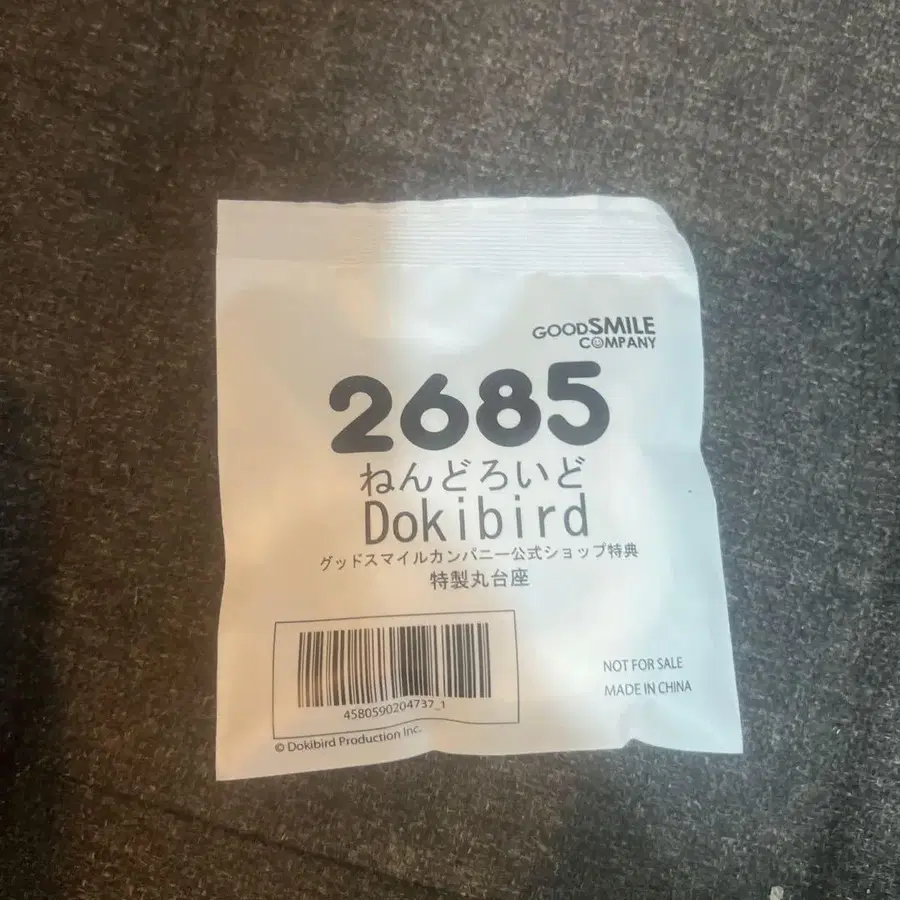 GOODSMILE
COMPANY
2685
ねんどろいど
Dokibird
グッドスマイルカンパニー公式ショップ特典
特製丸台座
4580590204737_1
NOT FOR SALE
MADE IN CHINA
© Dokibird Production Inc.